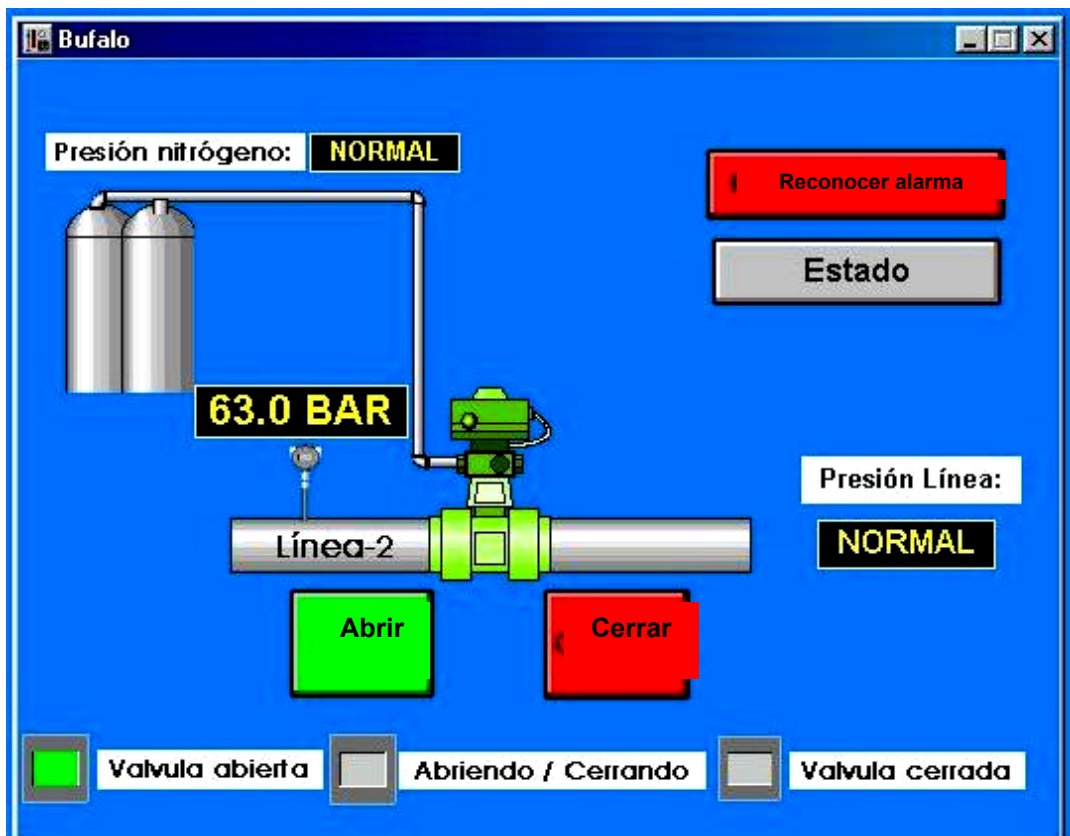 Bufalo
Presión nitrógeno: NORMAL
Reconocer alarma
Estado
63.0 BAR
Presión Línea:
NORMAL
Línea-2
Abrir
Cerrar
Valvula abierta
Abriendo / Cerrando
Valvula cerrada